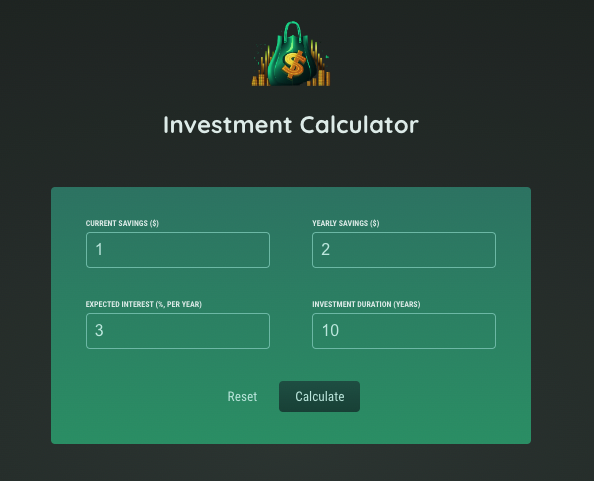 $
Investment Calculator
CURRENT SAVINGS ($)
YEARLY SAVINGS ($)
1
2
EXPECTED INTEREST (%, PER YEAR)
INVESTMENT DURATION (YEARS)
3
10
Reset
Calculate